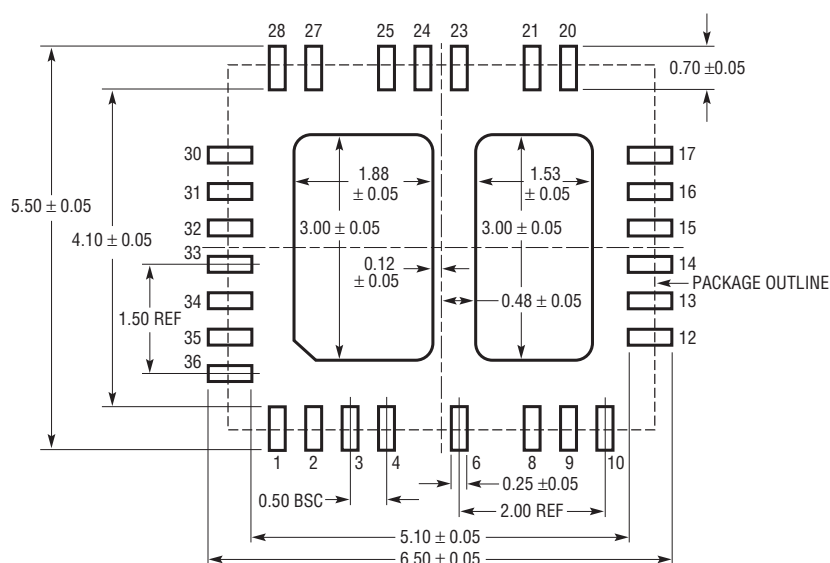 28 27 25 24 23 21 20
0.70 ±0.05
30
31
32
33
34
35
36
17
16
15
14
13
12
5.50 ± 0.05
4.10 ± 0.05
1.50 REF
1.88
± 0.05
3.00 ± 0.05
1.53
± 0.05
3.00 ± 0.05
0.12
± 0.05
0.48 ± 0.05
PACKAGE OUTLINE
1 2 3 4 6 8 9 10
0.25 ±0.05
0.50 BSC
2.00 REF
5.10 ± 0.05
6.50 ± 0.05